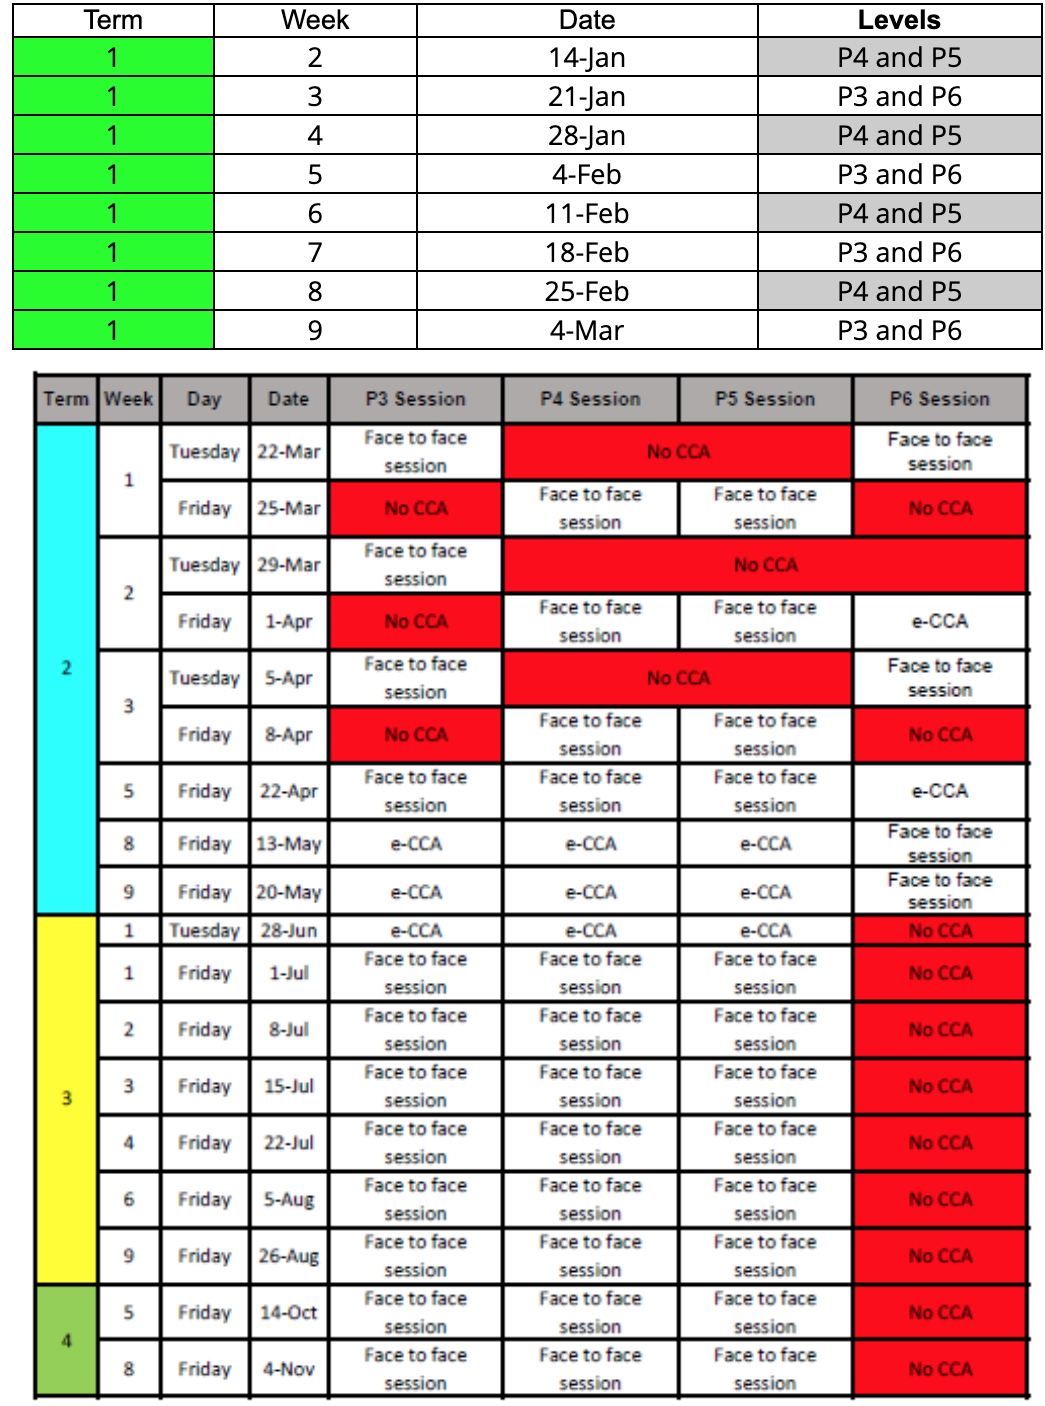 Term Week Date Levels
1 2 14-Jan P4 and P5
1 3 21-Jan P3 and P6
1 4 28-Jan P4 and P5
1 5 4-Feb P3 and P6
1 6 11-Feb P4 and P5
1 7 18-Feb P3 and P6
1 8 25-Feb P4 and P5
1 9 4-Mar P3 and P6
Term Week Day Date P3 Session P4 Session P5 Session P6 Session
2
1
Tuesday 22-Mar Face to face session No CCA Face to face session
Friday 25-Mar No CCA Face to face session Face to face session No CCA
2
Tuesday 29-Mar Face to face session No CCA
Friday 1-Apr No CCA Face to face session Face to face session e-CCA
3
Tuesday 5-Apr Face to face session No CCA Face to face session
Friday 8-Apr No CCA Face to face session Face to face session No CCA
5 Friday 22-Apr Face to face session Face to face session Face to face session e-CCA
8 Friday 13-May e-CCA e-CCA e-CCA Face to face session
9 Friday 20-May e-CCA e-CCA e-CCA Face to face session
3
1 Tuesday 28-Jun e-CCA e-CCA e-CCA No CCA
1 Friday 1-Jul Face to face session Face to face session Face to face session No CCA
2 Friday 8-Jul Face to face session Face to face session Face to face session No CCA
3 Friday 15-Jul Face to face session Face to face session Face to face session No CCA
4 Friday 22-Jul Face to face session Face to face session Face to face session No CCA
6 Friday 5-Aug Face to face session Face to face session Face to face session No CCA
9 Friday 26-Aug Face to face session Face to face session Face to face session No CCA
4
5 Friday 14-Oct Face to face session Face to face session Face to face session No CCA
8 Friday 4-Nov Face to face session Face to face session Face to face session No CCA